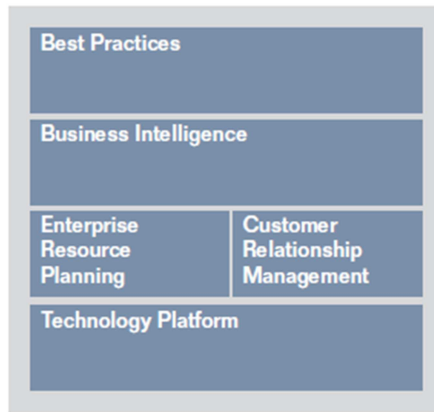 Best Practices
Business Intelligence
Enterprise
Resource
Planning
Customer
Relationship
Management
Technology Platform